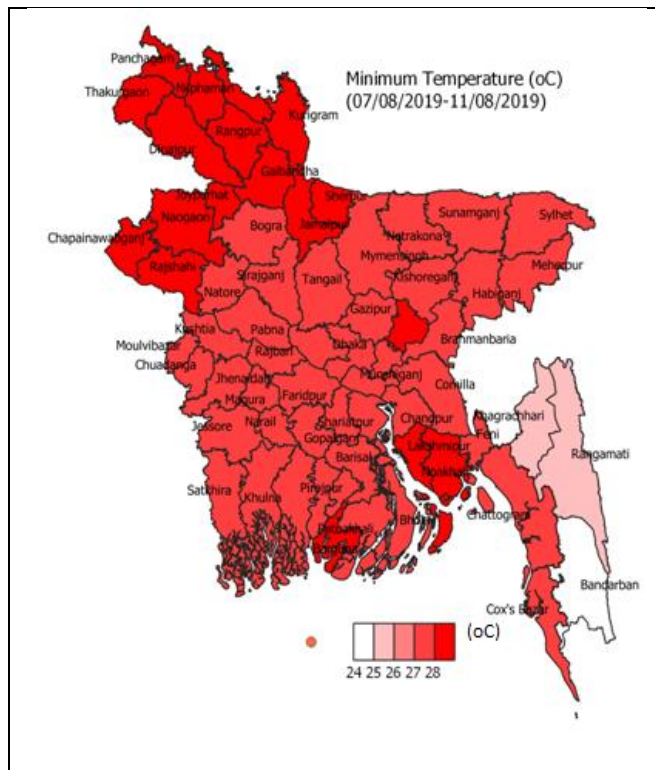 Minimum Temperature (oC)
(07/08/2019-11/08/2019)
Panchagarh
Thakurgaon
Nilphamari
Kurigram
Rangpur
Dinajpur
Gaibandha
Joypurhat
Sherpur
Naogaon
Jamalpur
Bogra
Netrakona
Sunamganj
Sylhet
Chapainawabganj
Mymensingh
Meherpur
Rajshahi
Sirajganj
Tangail
Kishoreganj
Habiganj
Natore
Gazipur
Kushtia
Pabna
Dhaka
Brahmanbaria
Moulvibazar
Rajbari
Chuadanga
Jhenaidah
Munshiganj
Comilla
Magura
Faridpur
Jessore
Narail
Shariatpur
Chandpur
Khagrachhari
Gopalganj
Feni
Lakshmipur
Barisal
Rangamati
Noakhali
Satkhira
Khulna
Pirojpur
Bhola
Chattogram
Patuakhali
Barguna
Bandarban
Cox's Bazar
(oC)
24 25 26 27 28